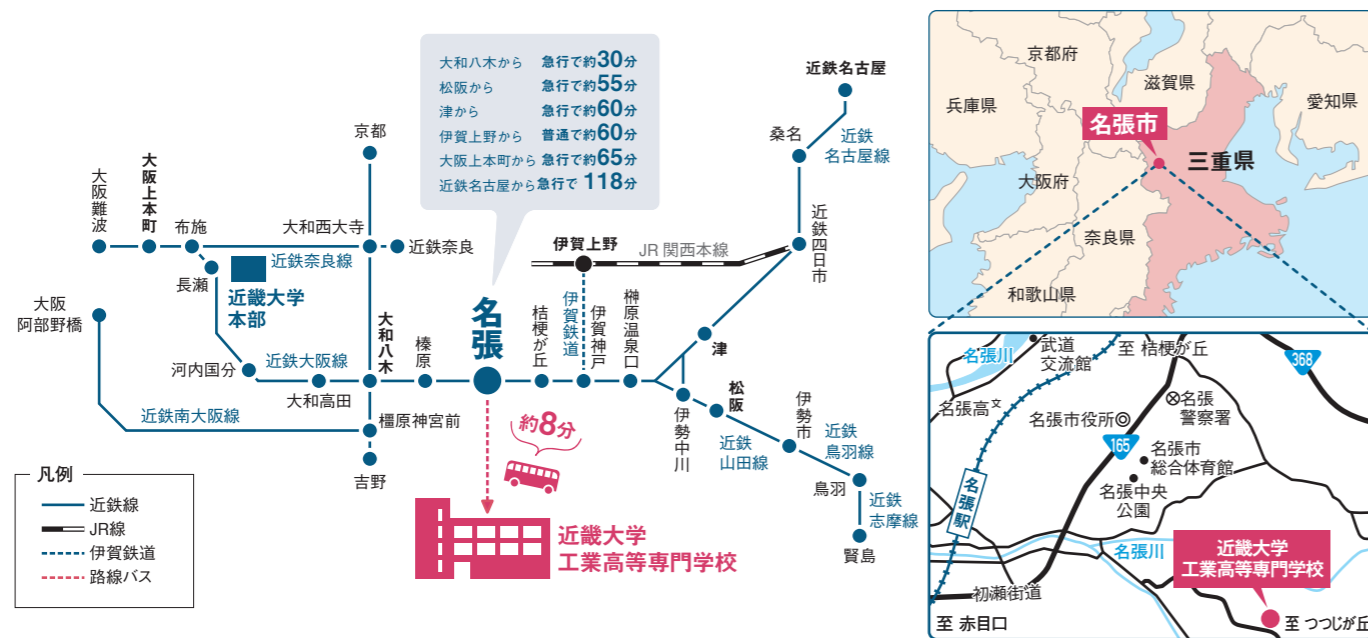 大和八木から 急行で約30分
松阪から 急行で約55分
津から 急行で約60分
伊賀上野から 普通で約60分
大阪上本町から 急行で約65分
近鉄名古屋から 急行で 118分
近鉄名古屋
桑名
近鉄
名古屋線
京都
大阪難波
大阪上本町
布施
大和西大寺
近鉄奈良
近鉄奈良線
長瀬
近畿大学
本部
伊賀上野
JR 関西本線
近鉄四日市
大阪
阿部野橋
河内国分
近鉄大阪線
大和高田
大和八木
榛原
名張
桔梗が丘
伊賀鉄道
伊賀神戸
榊原温泉口
津
伊勢中川
松阪
近鉄
山田線
伊勢市
近鉄
鳥羽線
鳥羽
近鉄
志摩線
賢島
近鉄南大阪線
橿原神宮前
吉野
約8分
近畿大学
工業高等専門学校
凡例
近鉄線
JR線
伊賀鉄道
路線バス
京都府
滋賀県
兵庫県
愛知県
名張市
三重県
大阪府
奈良県
和歌山県
名張川
武道
交流館
至 桔梗が丘
368
名張高
文
名張市役所
名張
警察署
165
名張市
総合体育館
名張中央
公園
名張駅
名張川
近畿大学
工業高等専門学校
初瀬街道
至 赤目口
至 つつじが丘